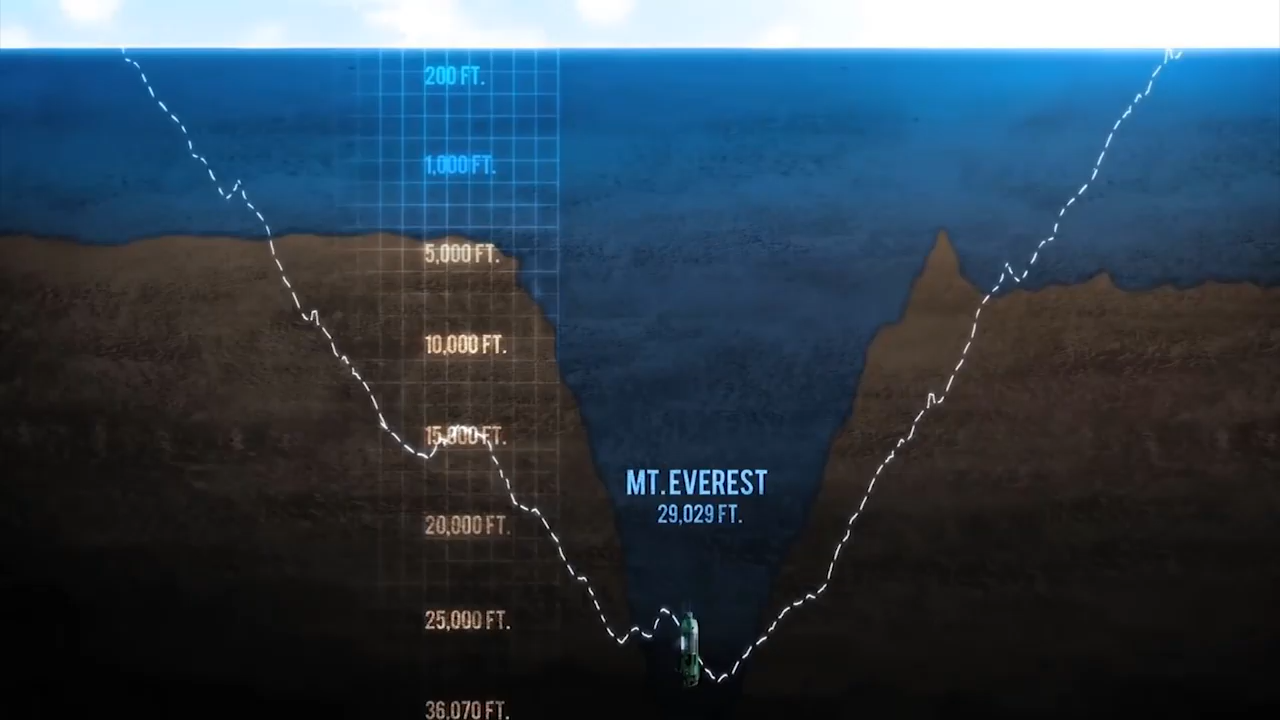 200 FT.
1,000 FT.
5,000 FT.
10,000 FT.
15,000 FT.
MT. EVEREST
29,029 FT.
20,000 FT.
25,000 FT.
36,070 FT.